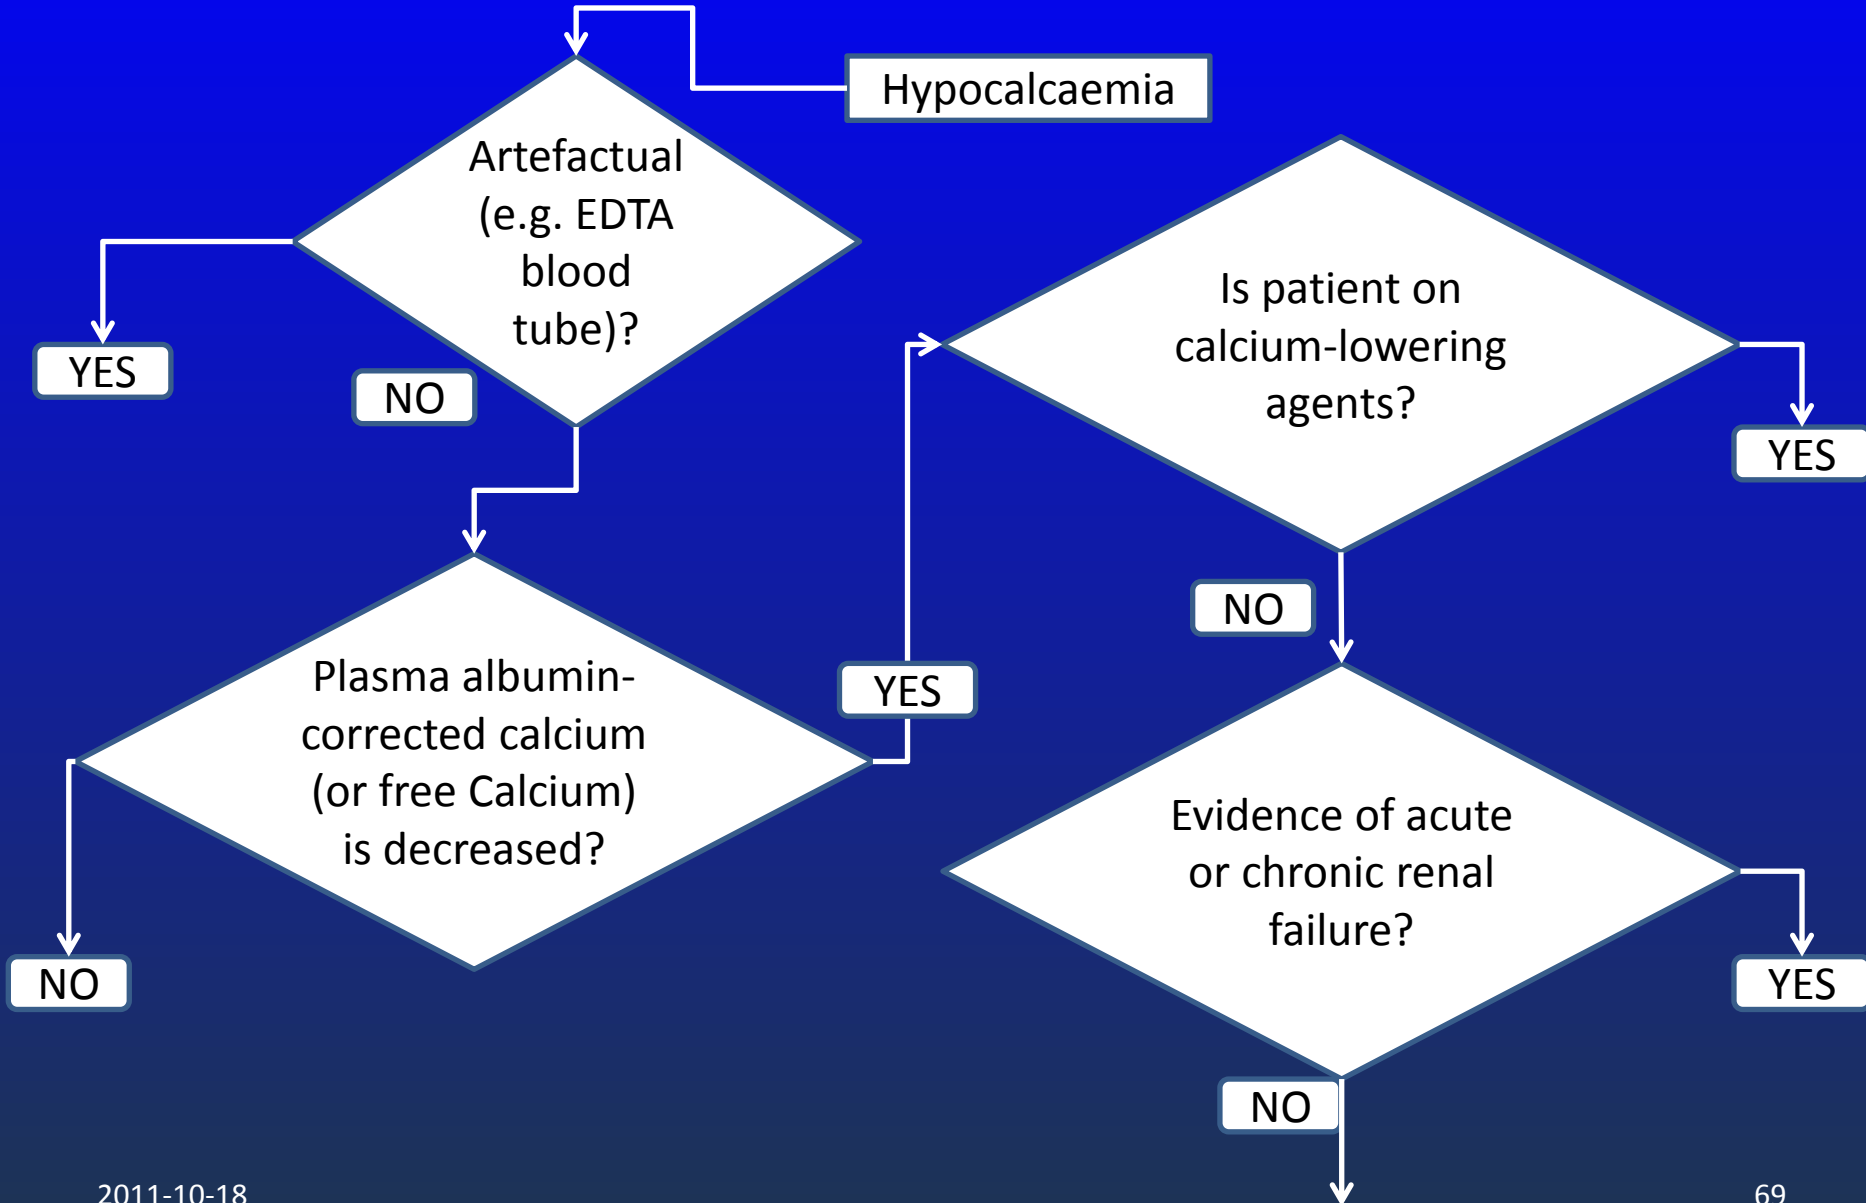 Hypocalcaemia
Artefactual
(e.g. EDTA
blood
tube)?
YES
NO
Plasma albumin-
corrected calcium
(or free Calcium)
is decreased?
NO
YES
Is patient on
calcium-lowering
agents?
YES
NO
Evidence of acute
or chronic renal
failure?
YES
NO
2011-10-18
69